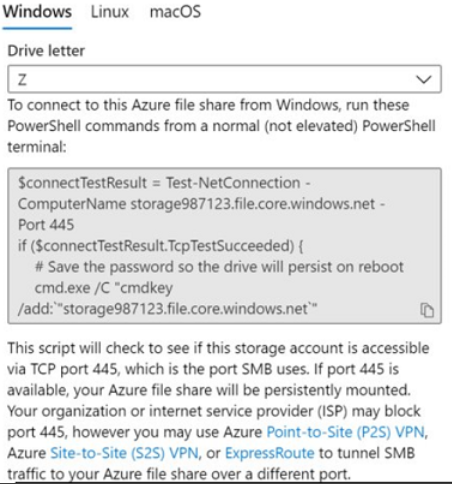 Windows Linux macOS
Drive letter
Z
To connect to this Azure file share from Windows, run these
PowerShell commands from a normal (not elevated) PowerShell
terminal:
$connectTestResult = Test-NetConnection -
ComputerName storage987123.file.core.windows.net -
Port 445
if ($connectTestResult.TcpTestSucceeded) {
# Save the password so the drive will persist on reboot
cmd.exe /C "cmdkey
/add:`"storage987123.file.core.windows.net`"
This script will check to see if this storage account is accessible
via TCP port 445, which is the port SMB uses. If port 445 is
available, your Azure file share will be persistently mounted.
Your organization or internet service provider (ISP) may block
port 445, however you may use Azure Point-to-Site (P2S) VPN,
Azure Site-to-Site (S2S) VPN, or ExpressRoute to tunnel SMB
traffic to your Azure file share over a different port.